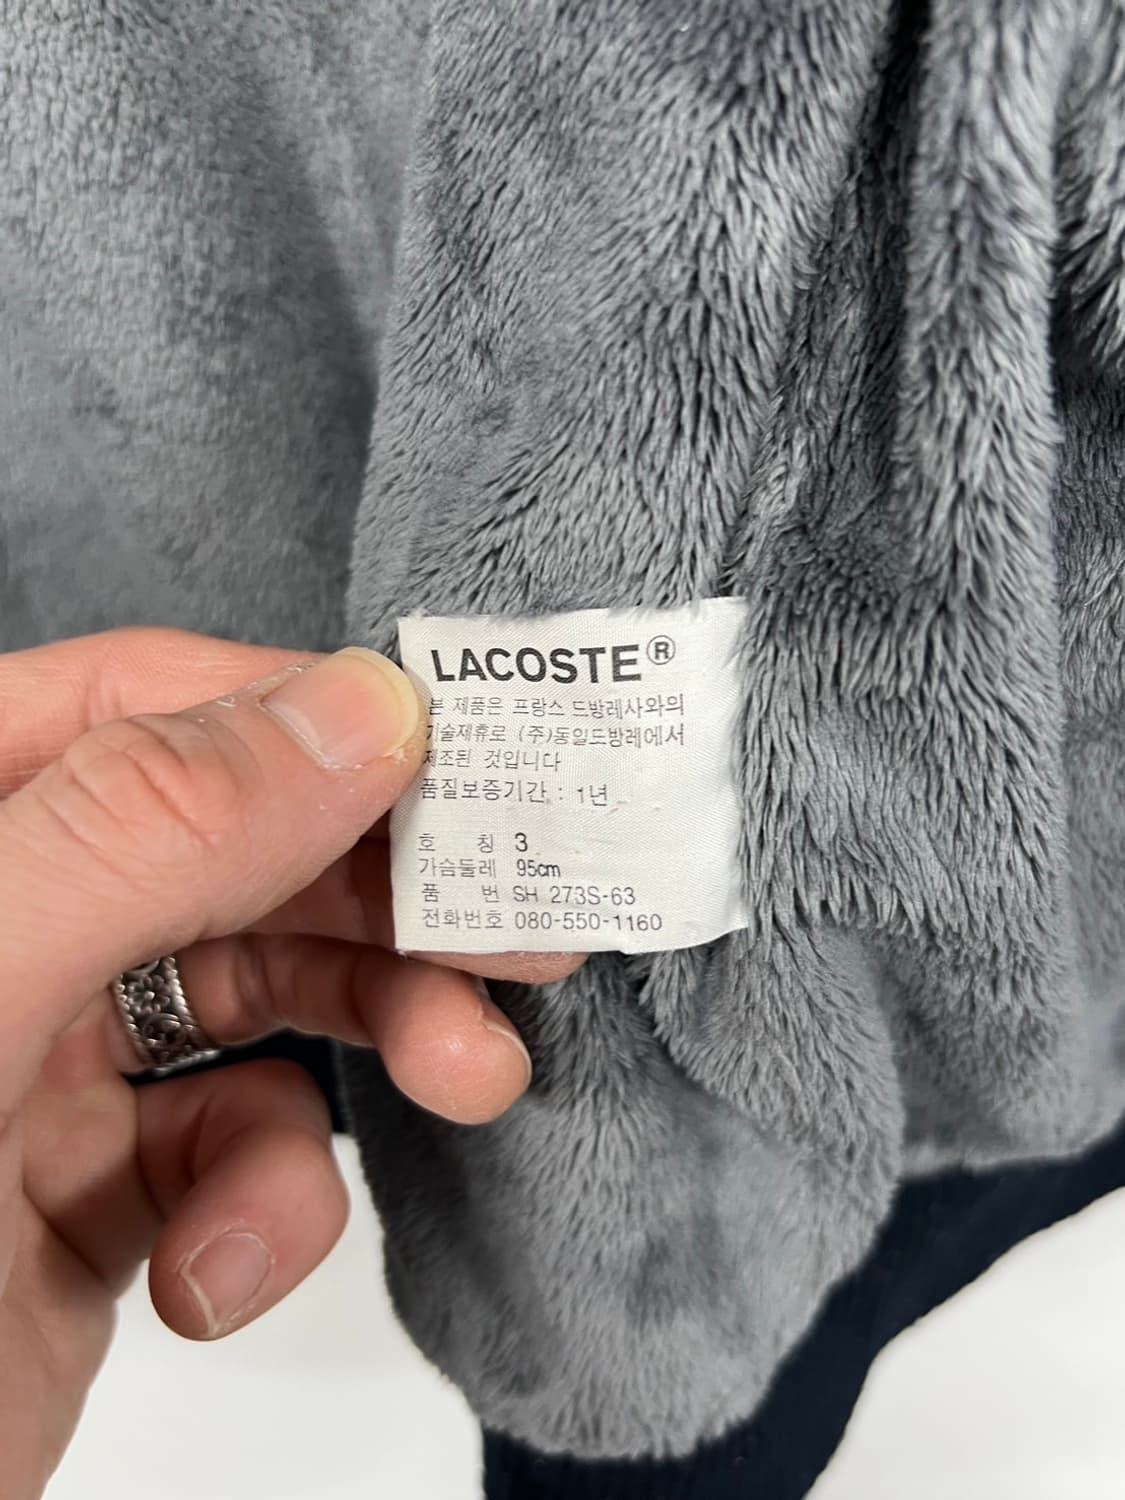 LACOSTE®
본 제품은 프랑스 드방레사와의
기술제휴로 (주)동일드방레에서
제조된 것입니다
품질보증기간 : 1년
호 칭 3
가슴둘레 95cm
품 번 SH 273S-63
전화번호 080-550-1160